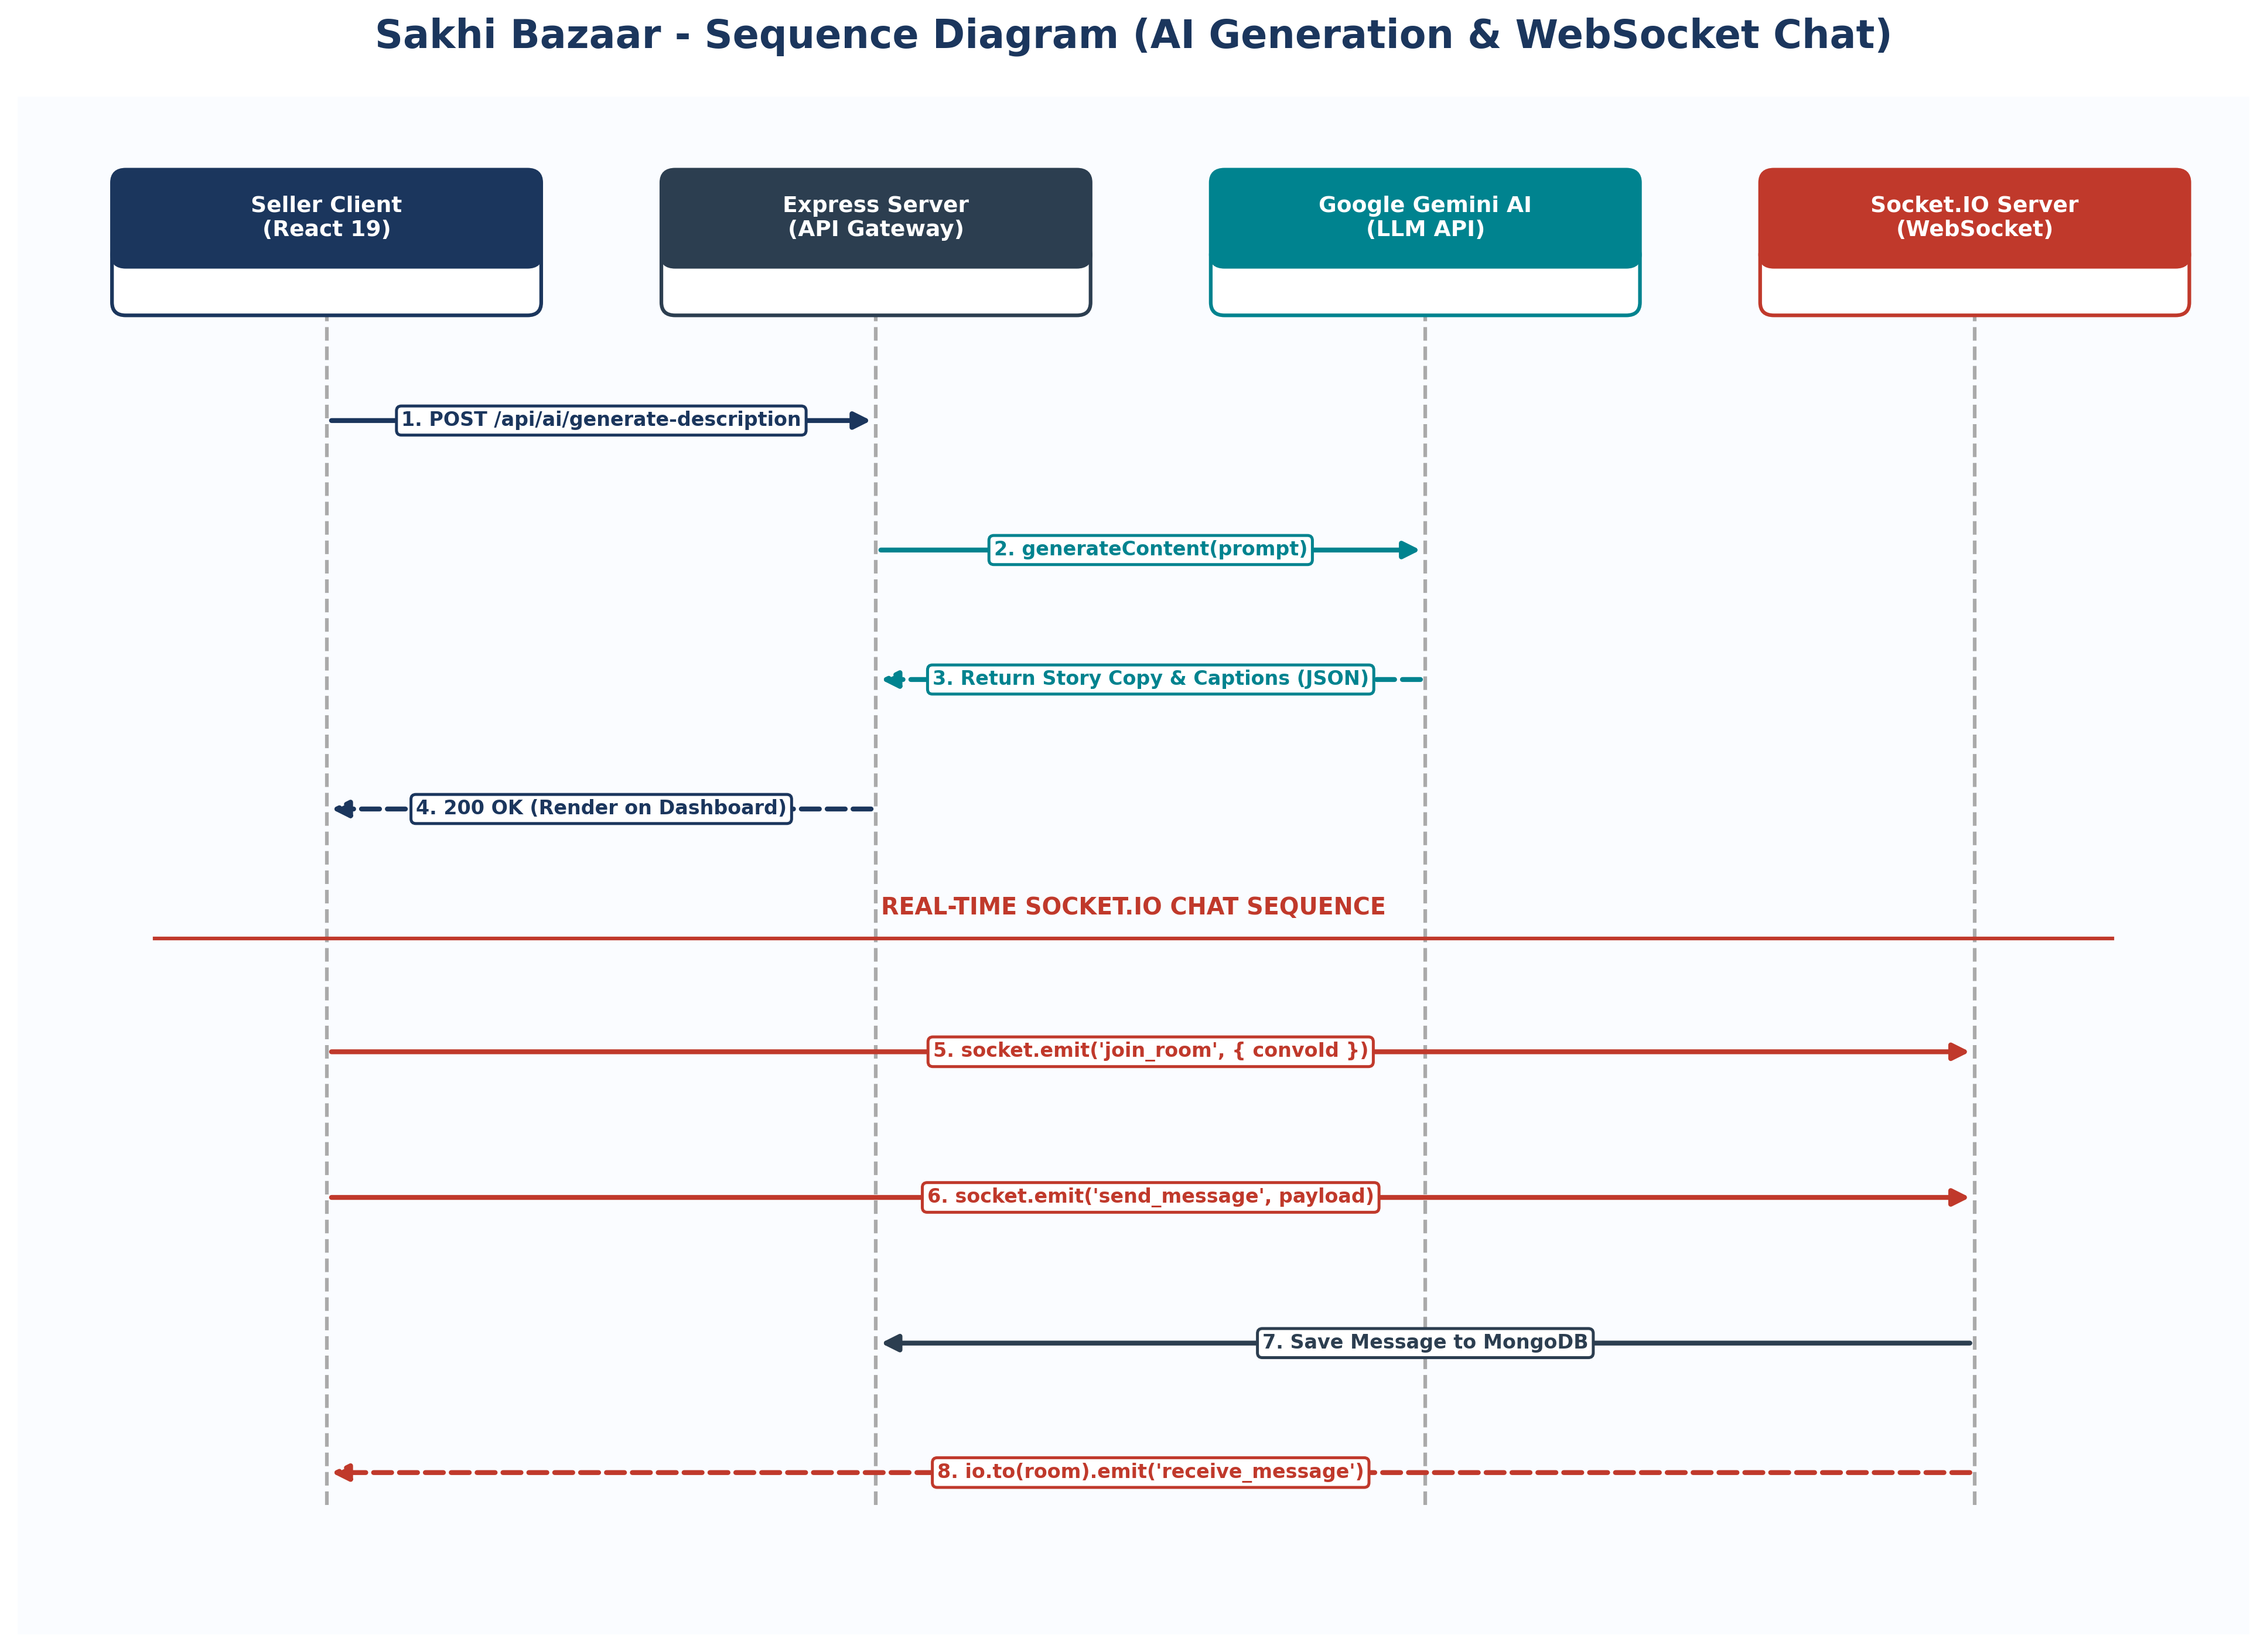 Sakhi Bazaar - Sequence Diagram (AI Generation & WebSocket Chat)
Seller Client
(React 19)
Express Server
(API Gateway)
Google Gemini AI
(LLM API)
Socket.IO Server
(WebSocket)
1. POST /api/ai/generate-description
2. generateContent(prompt)
3. Return Story Copy & Captions (JSON)
4. 200 OK (Render on Dashboard)
REAL-TIME SOCKET.IO CHAT SEQUENCE
5. socket.emit('join_room', { convoId })
6. socket.emit('send_message', payload)
7. Save Message to MongoDB
8. io.to(room).emit('receive_message')